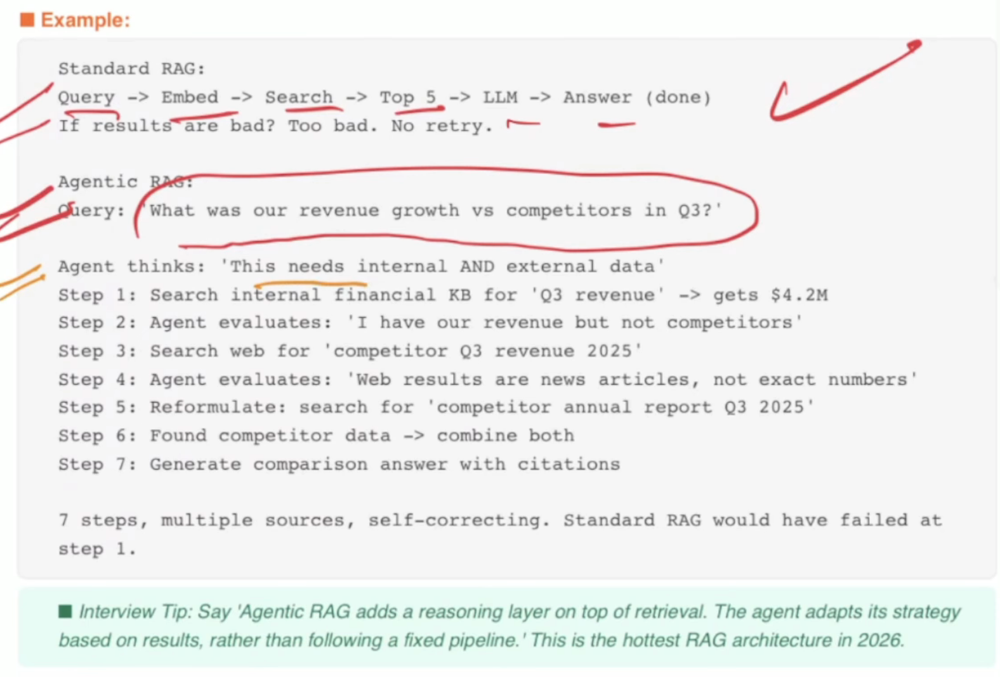 ■ Example:
Standard RAG:
Query -> Embed -> Search -> Top 5 -> LLM -> Answer (done)
If results are bad? Too bad. No retry.
Agentic RAG:
Query: 'What was our revenue growth vs competitors in Q3?'
Agent thinks: 'This needs internal AND external data'
Step 1: Search internal financial KB for 'Q3 revenue' -> gets $4.2M
Step 2: Agent evaluates: 'I have our revenue but not competitors'
Step 3: Search web for 'competitor Q3 revenue 2025'
Step 4: Agent evaluates: 'Web results are news articles, not exact numbers'
Step 5: Reformulate: search for 'competitor annual report Q3 2025'
Step 6: Found competitor data -> combine both
Step 7: Generate comparison answer with citations
7 steps, multiple sources, self-correcting. Standard RAG would have failed at
step 1.
■ Interview Tip: Say 'Agentic RAG adds a reasoning layer on top of retrieval. The agent adapts its strategy
based on results, rather than following a fixed pipeline.' This is the hottest RAG architecture in 2026.